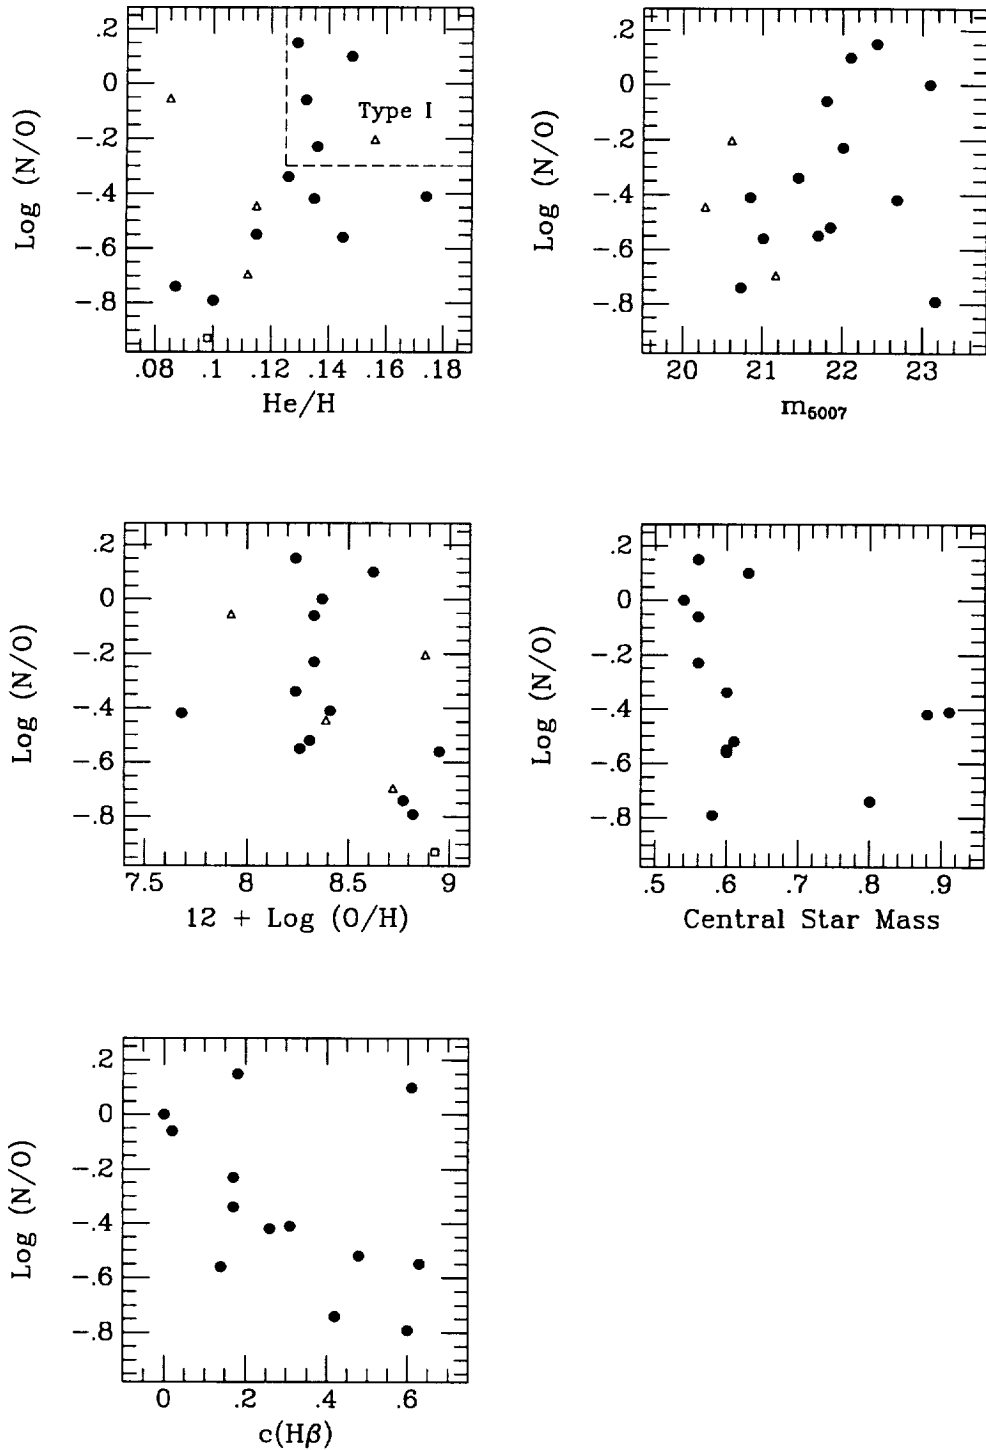 .2
0
-.2
-.4
-.6
-.8
Log (N/O)
Type I
.08 .1 .12 .14 .16 .18
He/H
.2
0
-.2
-.4
-.6
-.8
Log (N/O)
20 21 22 23
m5007
.2
0
-.2
-.4
-.6
-.8
Log (N/O)
7.5 8 8.5 9
12 + Log (O/H)
.2
0
-.2
-.4
-.6
-.8
Log (N/O)
.5 .6 .7 .8 .9
Central Star Mass
.2
0
-.2
-.4
-.6
-.8
Log (N/O)
0 .2 .4 .6
c(Hβ)